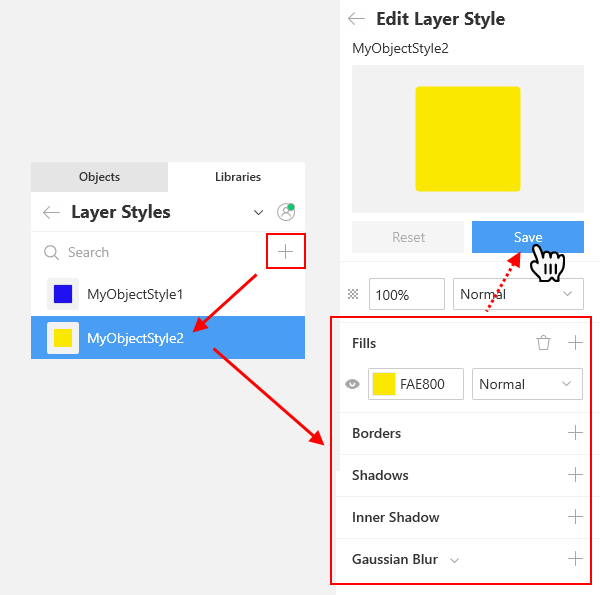 Edit Layer Style
MyObjectStyle2
Objects
Libraries
Layer Styles
Search
MyObjectStyle1
MyObjectStyle2
Reset
Save
100%
Normal
Fills
FAE800
Normal
Borders
Shadows
Inner Shadow
Gaussian Blur